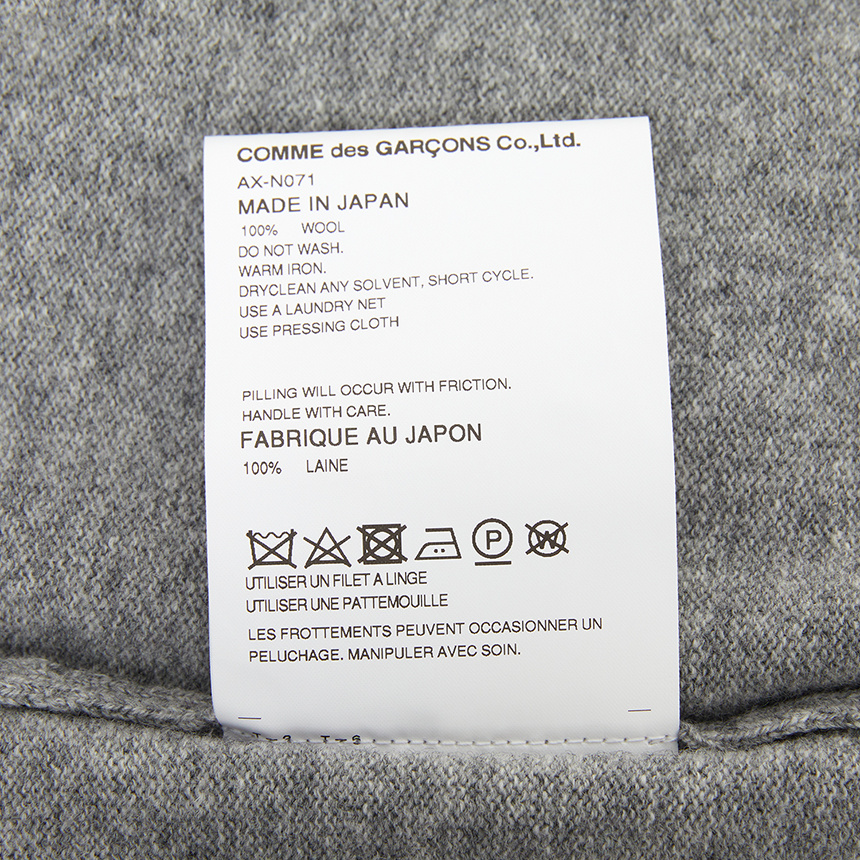 COMME des GARÇONS Co.,Ltd.
AX-N071
MADE IN JAPAN
100% WOOL
DO NOT WASH.
WARM IRON.
DRYCLEAN ANY SOLVENT, SHORT CYCLE.
USE A LAUNDRY NET
USE PRESSING CLOTH
PILLING WILL OCCUR WITH FRICTION.
HANDLE WITH CARE.
FABRIQUE AU JAPON
100% LAINE
P W
UTILISER UN FILET A LINGE
UTILISER UNE PATTEMOUILLE
LES FROTTEMENTS PEUVENT OCCASIONNER UN
PELUCHAGE. MANIPULER AVEC SOIN.